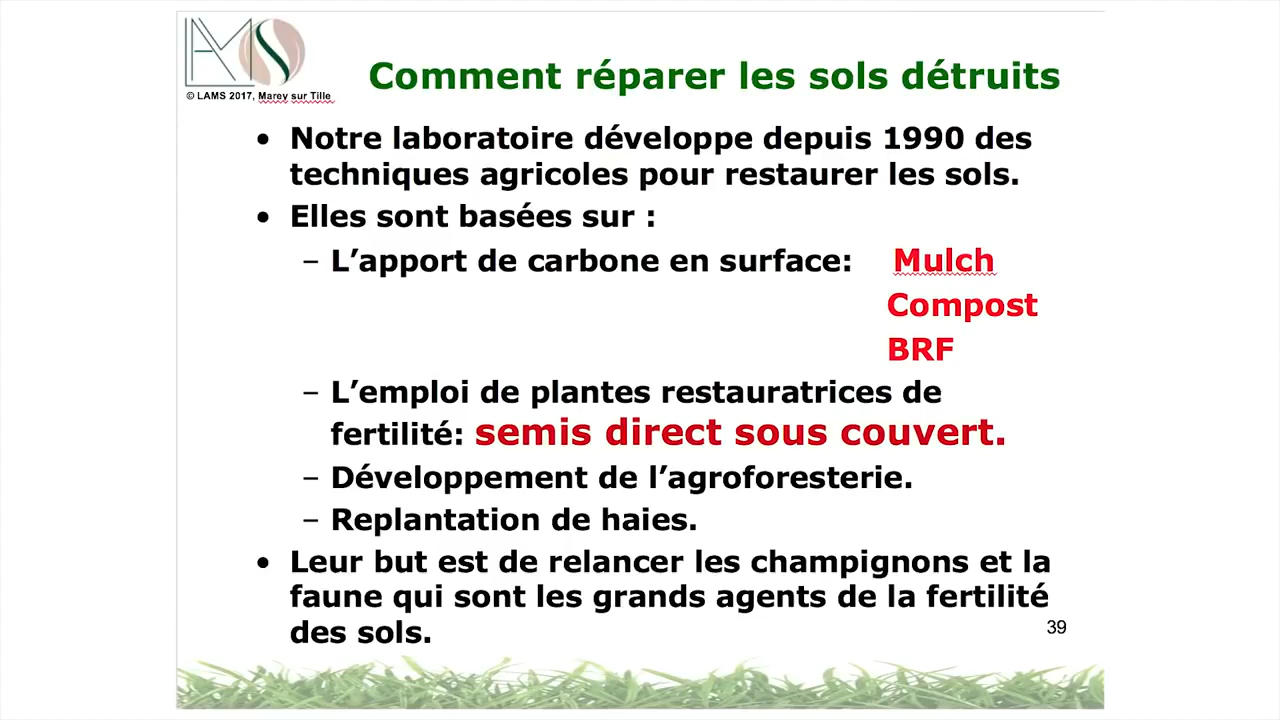 LAMS
© LAMS 2017, Marey sur Tille
Comment réparer les sols détruits
• Notre laboratoire développe depuis 1990 des
techniques agricoles pour restaurer les sols.
• Elles sont basées sur :
– L’apport de carbone en surface: Mulch
Compost
BRF
– L’emploi de plantes restauratrices de
fertilité: semis direct sous couvert.
– Développement de l’agroforesterie.
– Replantation de haies.
• Leur but est de relancer les champignons et la
faune qui sont les grands agents de la fertilité
des sols.
39